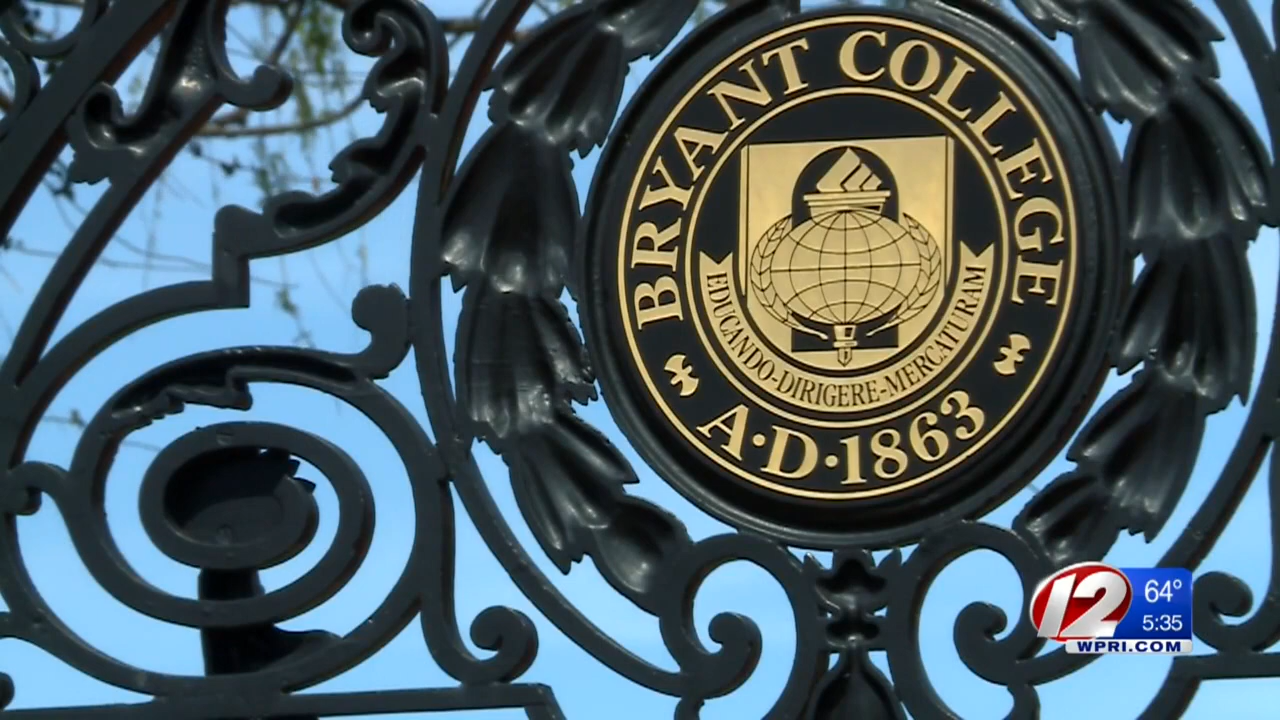 BRYANT COLLEGE
EDUCANDO-DIRIGERE-MERCATURAM
A·D·1863
12
64°
5:35
WPRI.COM